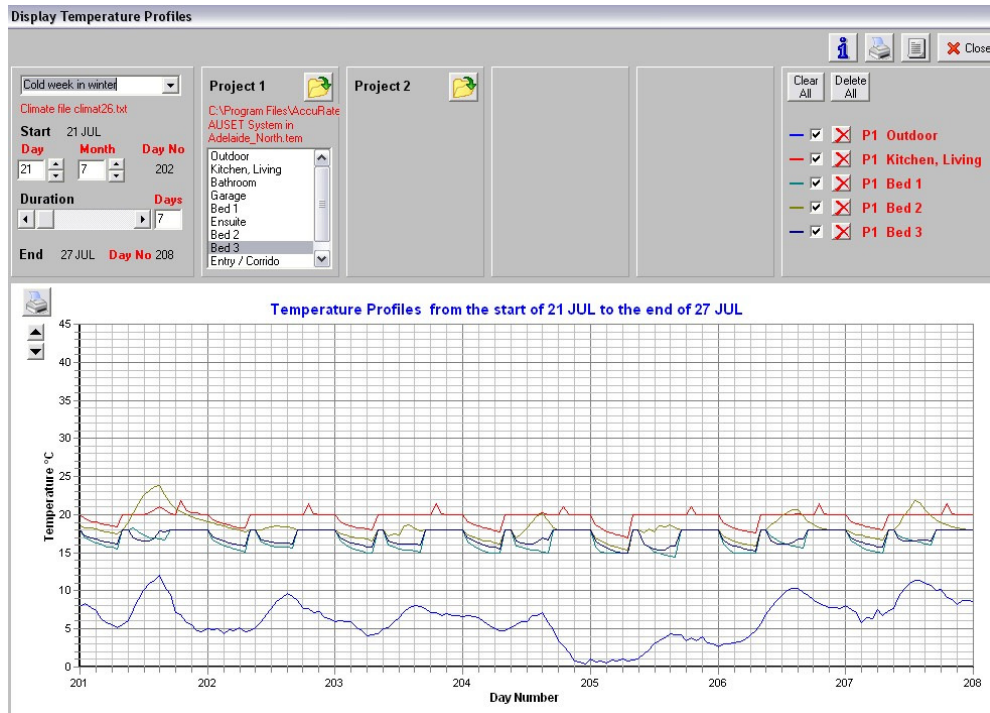 Display Temperature Profiles
i
Close
Cold week in winter
Climate file climat26.txt
Start 21 JUL
Day Month Day No
21 7 202
Duration Days
7
End 27 JUL Day No 208
Project 1
C:\Program Files\AccuRate
AUSET System in
Adelaide_North.tem
Outdoor
Kitchen, Living
Bathroom
Garage
Bed 1
Ensuite
Bed 2
Bed 3
Entry / Corrido
Project 2
Clear All
Delete All
P1 Outdoor
P1 Kitchen, Living
P1 Bed 1
P1 Bed 2
P1 Bed 3
Temperature Profiles from the start of 21 JUL to the end of 27 JUL
Temperature °C
45
40
35
30
25
20
15
10
5
0
201 202 203 204 205 206 207 208
Day Number